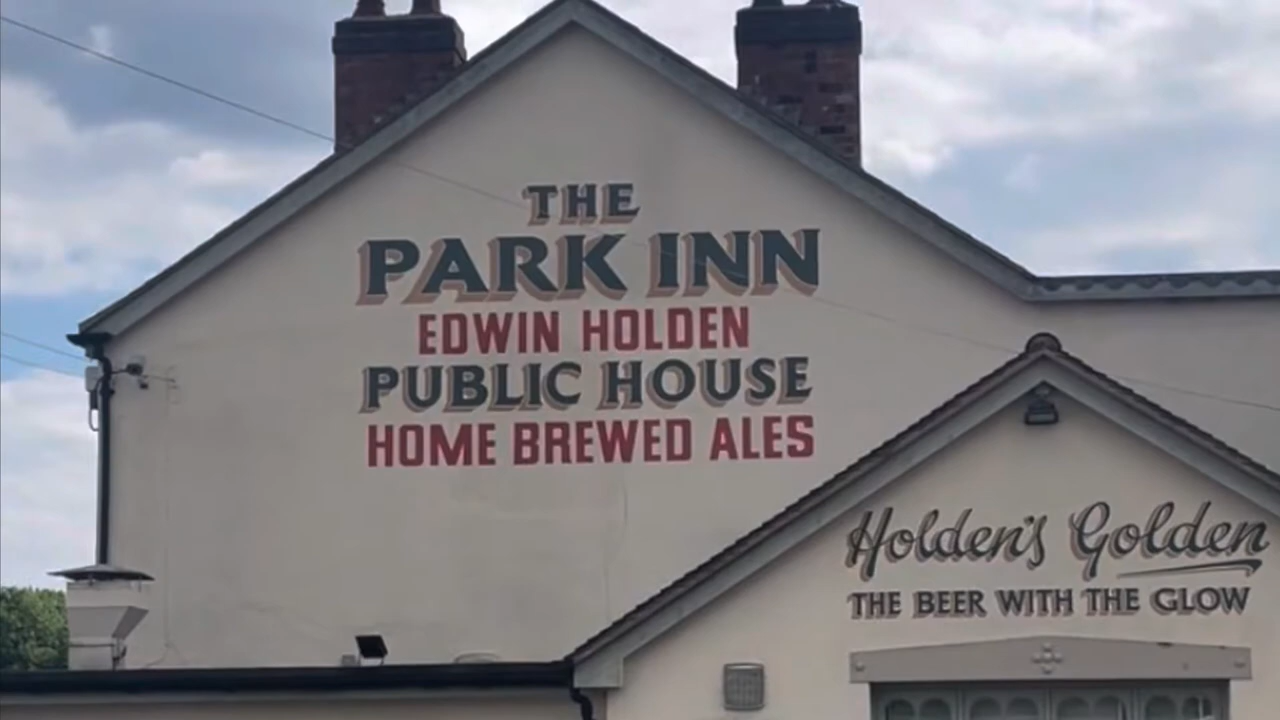 THE
PARK INN
EDWIN HOLDEN
PUBLIC HOUSE
HOME BREWED ALES
Holden's Golden
THE BEER WITH THE GLOW